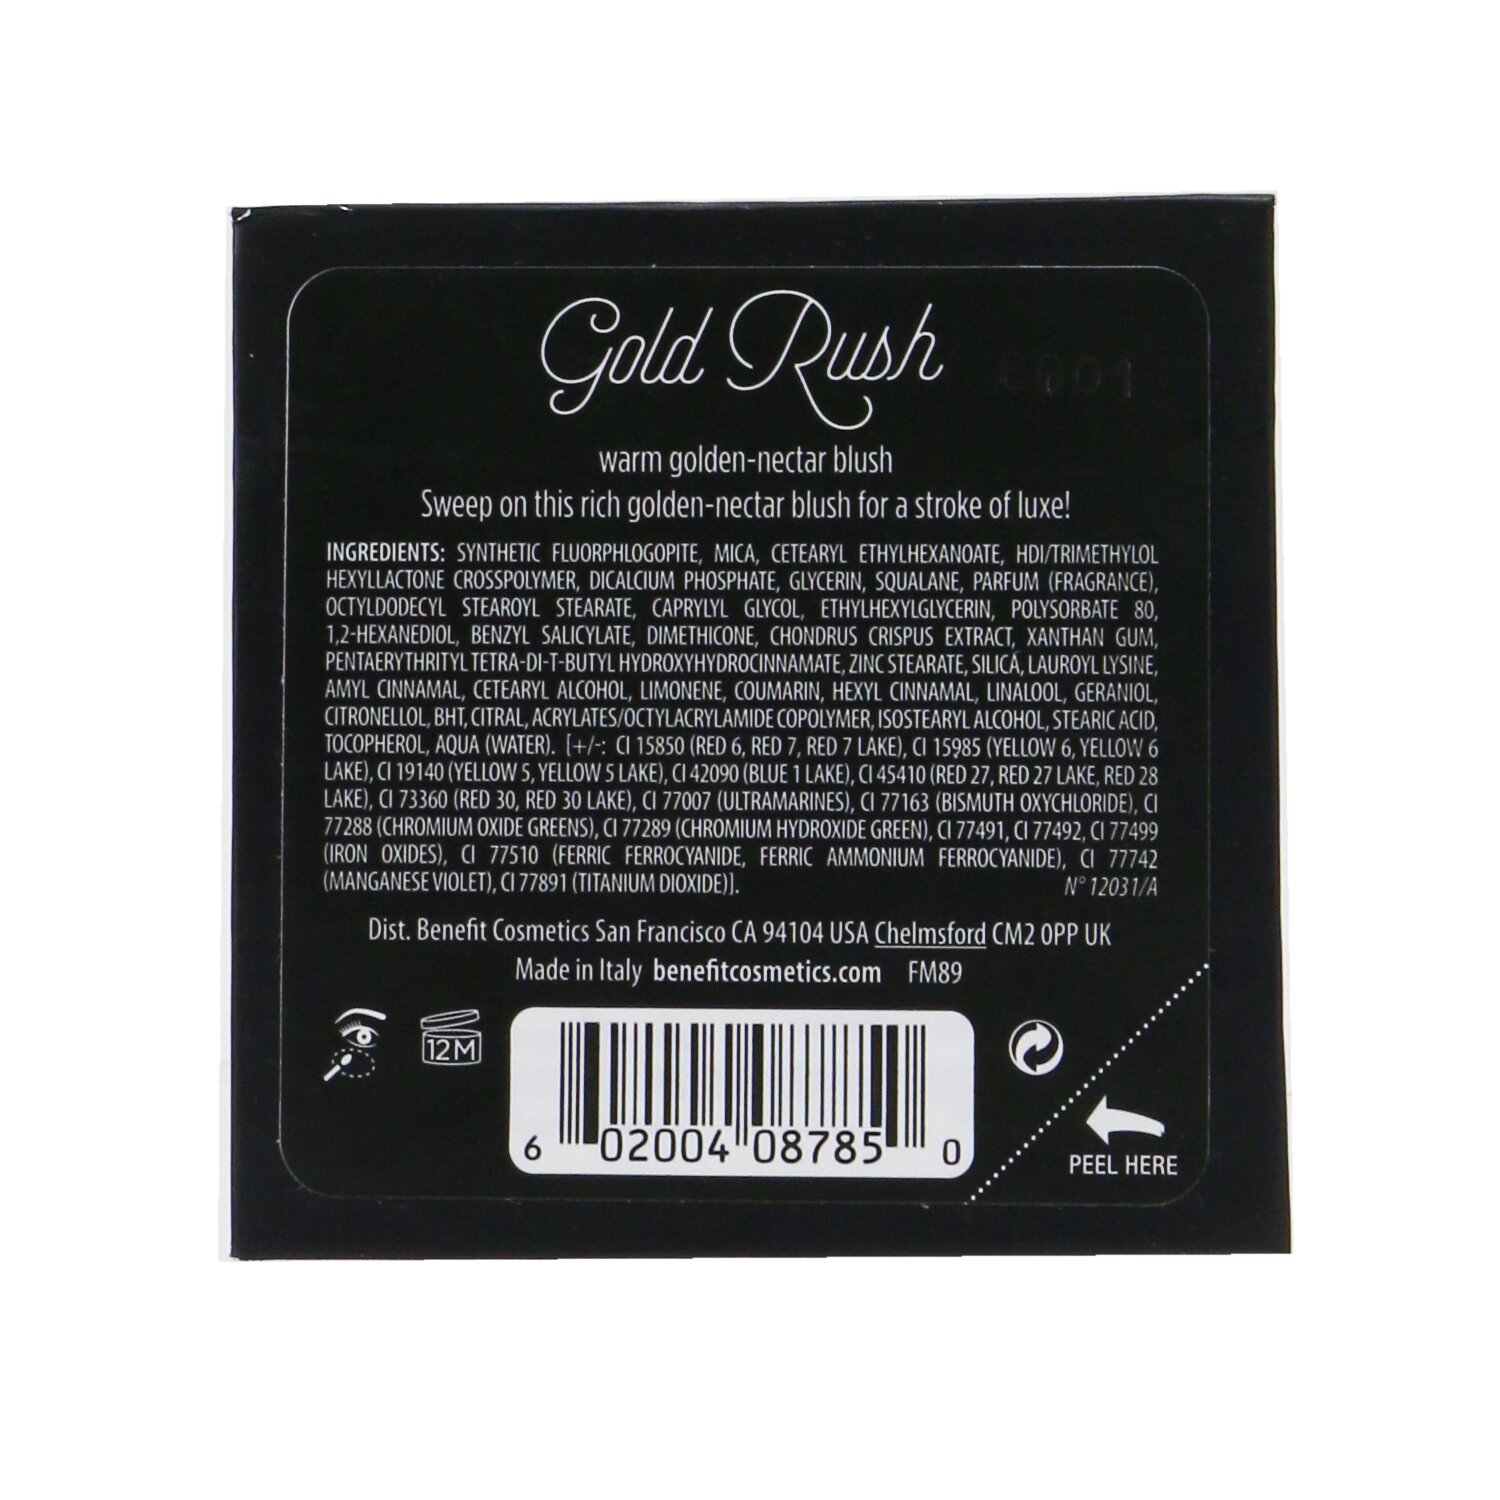 Gold Rush
warm golden-nectar blush
Sweep on this rich golden-nectar blush for a stroke of luxe!
INGREDIENTS: SYNTHETIC FLUORPHLOGOPITE, MICA, CETEARYL ETHYLHEXANOATE, HDI/TRIMETHYLOL
HEXYLLACTONE CROSSPOLYMER, DICALCIUM PHOSPHATE, GLYCERIN, SQUALANE, PARFUM (FRAGRANCE),
OCTYLDODECYL STEAROYL STEARATE, CAPRYLYL GLYCOL, ETHYLHEXYLGLYCERIN, POLYSORBATE 80,
1,2-HEXANEDIOL, BENZYL SALICYLATE, DIMETHICONE, CHONDRUS CRISPUS EXTRACT, XANTHAN GUM,
PENTAERYTHRITYL TETRA-DI-T-BUTYL HYDROXYHYDROCINNAMATE, ZINC STEARATE, SILICA, LAUROYL LYSINE,
AMYL CINNAMAL, CETEARYL ALCOHOL, LIMONENE, COUMARIN, HEXYL CINNAMAL, LINALOOL, GERANIOL,
CITRONELLOL, BHT, CITRAL, ACRYLATES/OCTYLACRYLAMIDE COPOLYMER, ISOSTEARYL ALCOHOL, STEARIC ACID,
TOCOPHEROL, AQUA (WATER). [+/-: CI 15850 (RED 6, RED 7, RED 7 LAKE), CI 15985 (YELLOW 6, YELLOW 6
LAKE), CI 19140 (YELLOW 5, YELLOW 5 LAKE), CI 42090 (BLUE 1 LAKE), CI 45410 (RED 27, RED 27 LAKE, RED 28
LAKE), CI 73360 (RED 30, RED 30 LAKE), CI 77007 (ULTRAMARINES), CI 77163 (BISMUTH OXYCHLORIDE), CI
77288 (CHROMIUM OXIDE GREENS), CI 77289 (CHROMIUM HYDROXIDE GREEN), CI 77491, CI 77492, CI 77499
(IRON OXIDES), CI 77510 (FERRIC FERROCYANIDE, FERRIC AMMONIUM FERROCYANIDE), CI 77742
(MANGANESE VIOLET), CI 77891 (TITANIUM DIOXIDE)]. N° 12031/A
Dist. Benefit Cosmetics San Francisco CA 94104 USA Chelmsford CM2 0PP UK
Made in Italy benefitcosmetics.com FM89
12M
6 02004 08785 0
PEEL HERE